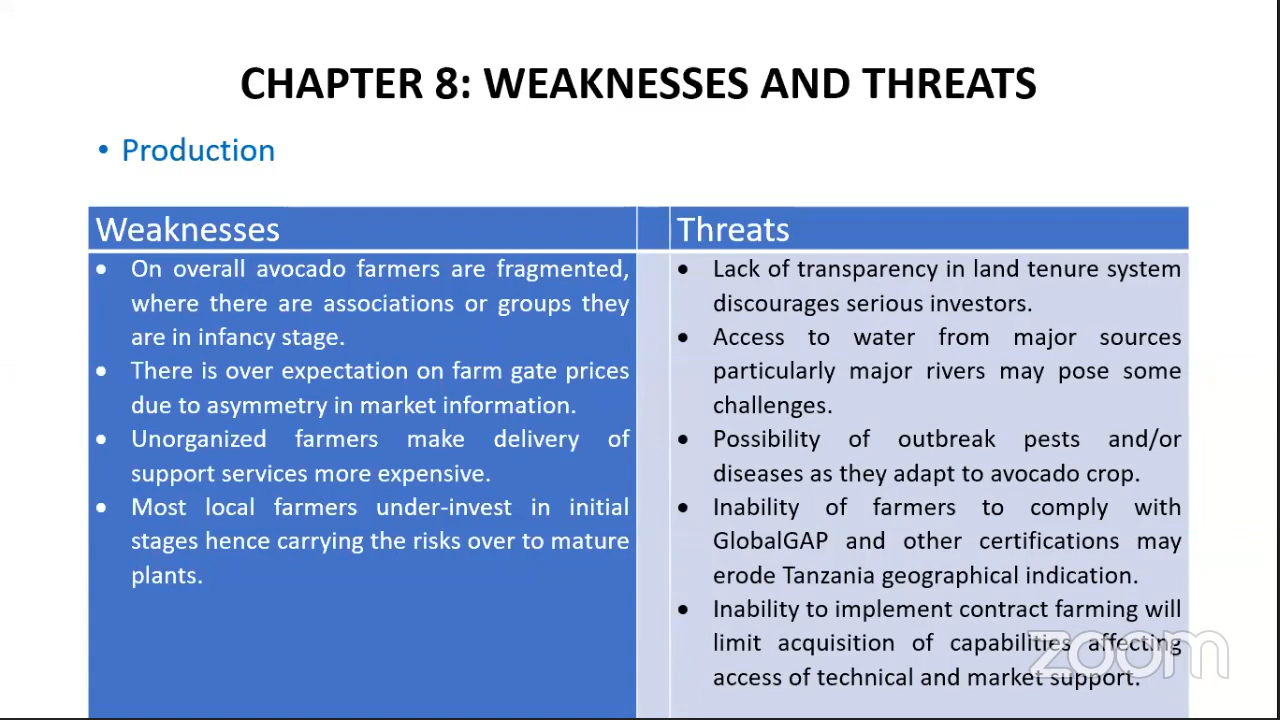 CHAPTER 8: WEAKNESSES AND THREATS
• Production
Weaknesses
• On overall avocado farmers are fragmented,
where there are associations or groups they
are in infancy stage.
• There is over expectation on farm gate prices
due to asymmetry in market information.
• Unorganized farmers make delivery of
support services more expensive.
• Most local farmers under-invest in initial
stages hence carrying the risks over to mature
plants.
Threats
• Lack of transparency in land tenure system
discourages serious investors.
• Access to water from major sources
particularly major rivers may pose some
challenges.
• Possibility of outbreak pests and/or
diseases as they adapt to avocado crop.
• Inability of farmers to comply with
GlobalGAP and other certifications may
erode Tanzania geographical indication.
• Inability to implement contract farming will
limit acquisition of capabilities affecting
access of technical and market support.
zoom